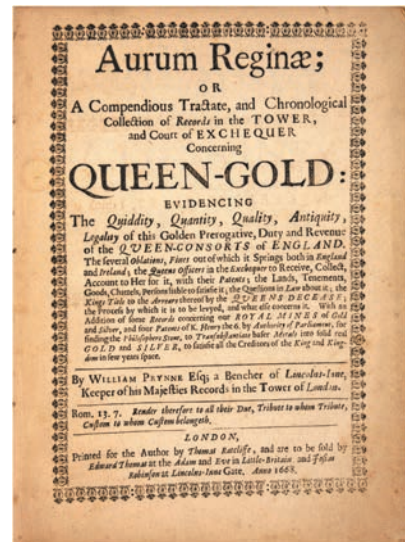 Aurum Reginæ;
OR
A Compendious Tractate, and Chronological
Collection of Records in the TOWER,
and Court of EXCHEQUER
Concerning
QUEEN-GOLD:
EVIDENCING
The Quiddity, Quantity, Quality, Antiquity,
Legality of this Golden Prerogative, Duty and Revenue
of the QVEEN-CONSORTS of ENGLAND.
The several Oblations, Fines out of which it Springs both in England
and Ireland; the Queens Officers in the Exchequer to Receive, Collect,
Account to Her for it, with their Patents; the Lands, Tenements,
Goods, Chattels, Persons liable to satisfie it; the Questions in Law about it; the
Kings Title to the Arrears thereof by the QUEENS DECEASE;
the Process by which it is to be levyed, and what else concerns it. With an
Addition of some Records concerning our ROYAL MINES of Gold
and Silver, and four Patents of K. Henry the 6. by Authority of Parliament, for
finding the Philosophers Stone, to Transubstantiate baser Metals into solid real
GOLD and SILVER, to satisfie all the Creditors of the King and King-
dom in few years space.
By WILLIAM PRYNNE Esq; a Bencher of Lincolns-Inne,
Keeper of his Majesties Records in the Tower of London.
Rom. 13. 7. Render therefore to all their Due, Tribute to whom Tribute,
Custom to whom Custom belongeth.
LONDON,
Printed for the Author by Thomas Ratcliffe, and are to be sold by
Edward Thomas at the Adam and Eve in Little-Britain and Josias
Robinson at Lincolns-Inne Gate. Anno 1668.